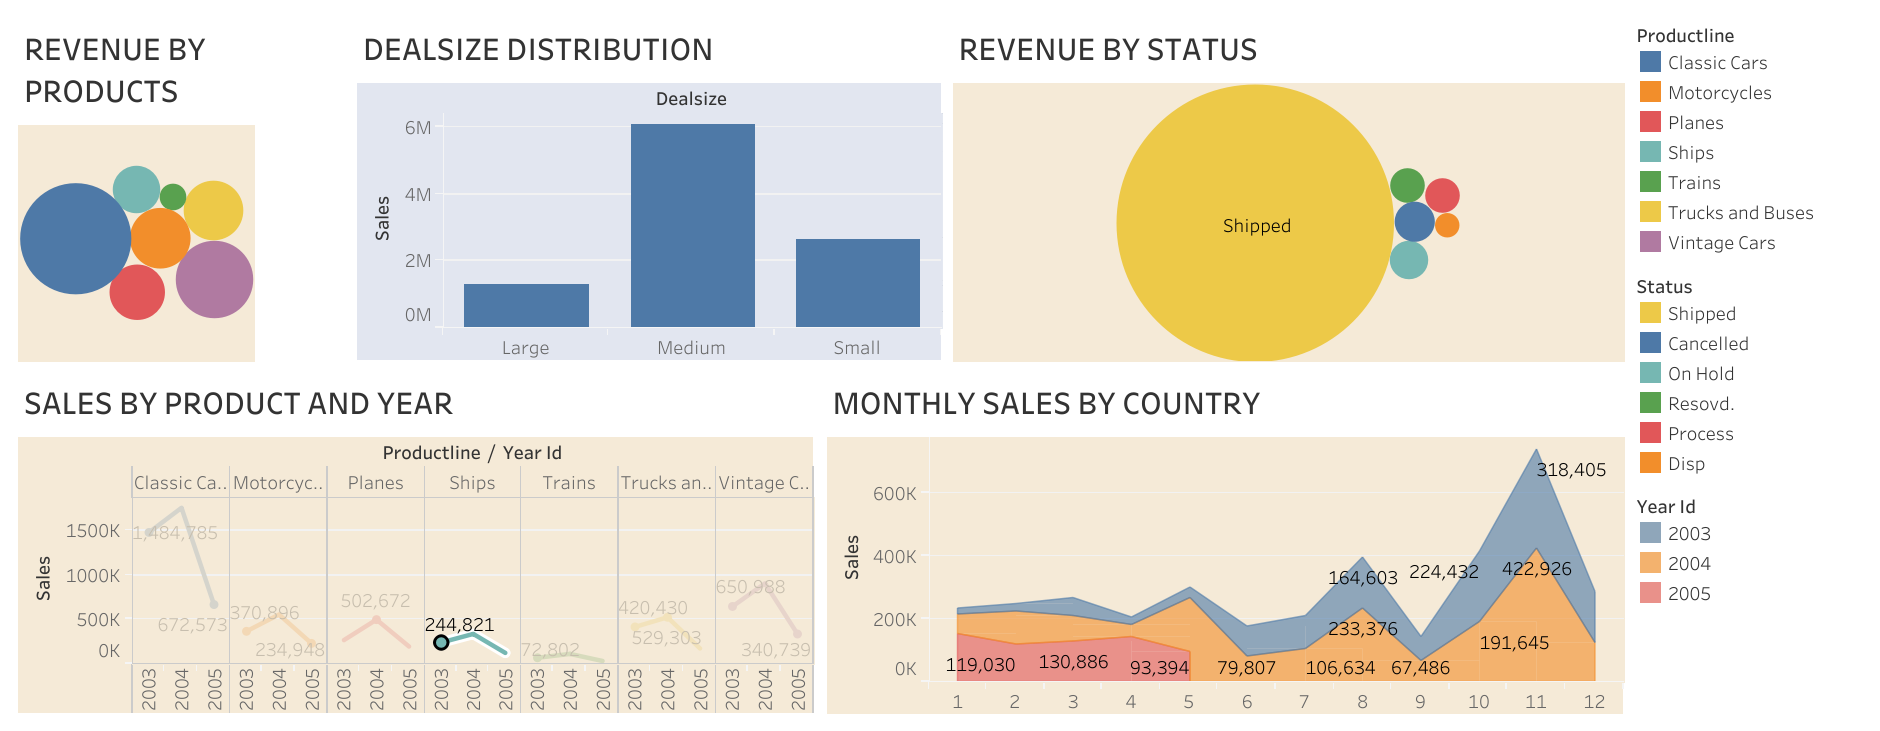 REVENUE BY
PRODUCTS
DEALSIZE DISTRIBUTION
Dealsize
Sales
6M
4M
2M
0M
Large
Medium
Small
REVENUE BY STATUS
Shipped
Productline
Classic Cars
Motorcycles
Planes
Ships
Trains
Trucks and Buses
Vintage Cars
Status
Shipped
Cancelled
On Hold
Resovd.
Process
Disp
Year Id
2003
2004
2005
SALES BY PRODUCT AND YEAR
Productline / Year Id
Classic Ca.. Motorcyc.. Planes Ships Trains Trucks an.. Vintage C..
Sales
1500K
1000K
500K
0K
1,484,785
672,573
370,896
234,948
502,672
244,821
72,802
420,430
529,303
650,988
340,739
2003 2004 2005 2003 2004 2005 2003 2004 2005 2003 2004 2005 2003 2004 2005 2003 2004 2005 2003 2004 2005
MONTHLY SALES BY COUNTRY
Sales
600K
400K
200K
0K
318,405
164,603
224,432
422,926
233,376
191,645
119,030
130,886
93,394
79,807
106,634
67,486
1 2 3 4 5 6 7 8 9 10 11 12